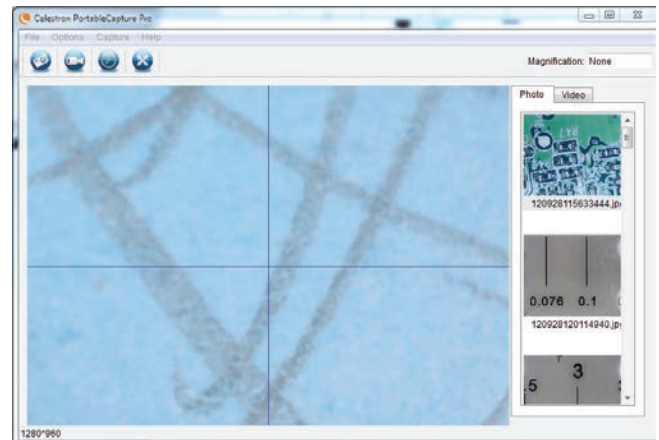 Celestron PortableCapture Pro
File Options Capture Help
Magnification: None
Photo Video
R47
120928115633444.jp
0.076 0.1
120928120114940.jp
.5 3
1280*960